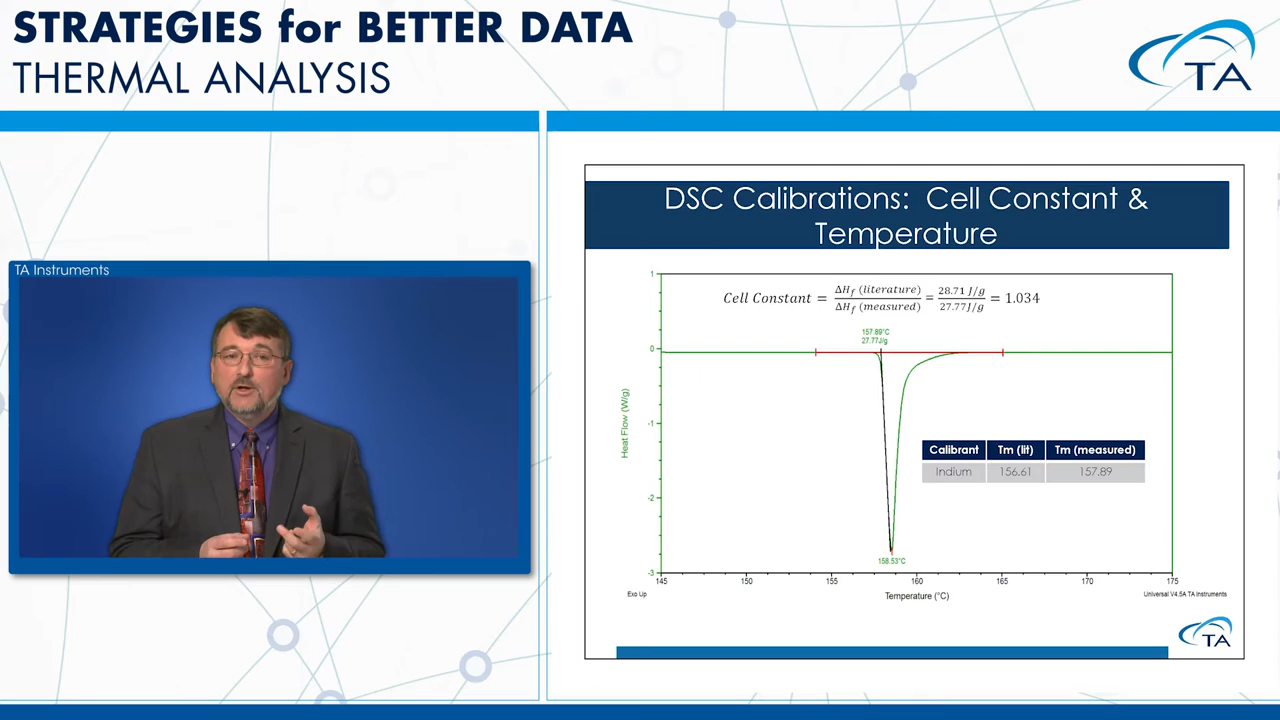 STRATEGIES for BETTER DATA
THERMAL ANALYSIS
TA
TA Instruments
DSC Calibrations: Cell Constant &
Temperature
Cell Constant = ΔHf (literature) / ΔHf (measured) = 28.71 J/g / 27.77J/g = 1.034
157.89°C
27.77J/g
1
0
-1
-2
-3
Heat Flow (W/g)
Calibrant Tm (lit) Tm (measured)
Indium 156.61 157.89
158.53°C
145 150 155 160 165 170 175
Exo Up
Temperature (°C)
Universal V4.5A TA Instruments
TA